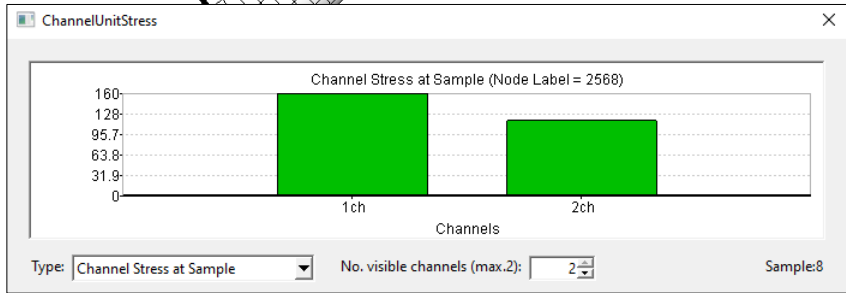 ChannelUnitStress
Channel Stress at Sample (Node Label = 2568)
160
128
95.7
63.8
31.9
0
1ch 2ch
Channels
Type: Channel Stress at Sample No. visible channels (max.2): 2 Sample:8